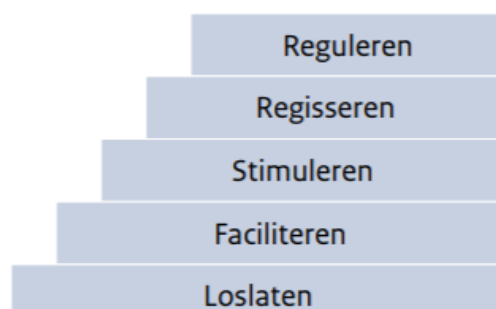 Reguleren
Regisseren
Stimuleren
Faciliteren
Loslaten